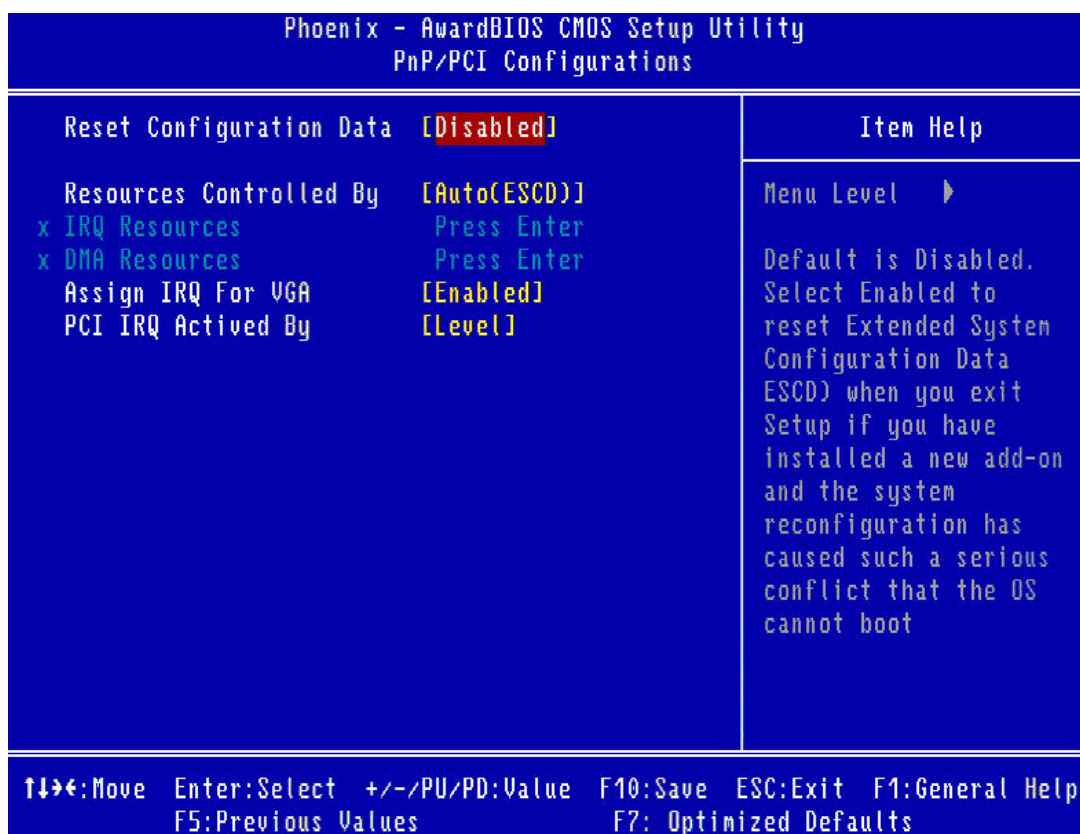 Phoenix - AwardBIOS CMOS Setup Utility
PnP/PCI Configurations
Reset Configuration Data [Disabled]
Resources Controlled By [Auto(ESCD)]
x IRQ Resources Press Enter
x DMA Resources Press Enter
Assign IRQ For VGA [Enabled]
PCI IRQ Actived By [Level]
Item Help
Menu Level
Default is Disabled.
Select Enabled to
reset Extended System
Configuration Data
ESCD) when you exit
Setup if you have
installed a new add-on
and the system
reconfiguration has
caused such a serious
conflict that the OS
cannot boot
↑↓→←:Move Enter:Select +/-/PU/PD:Value F10:Save ESC:Exit F1:General Help
F5:Previous Values F7: Optimized Defaults